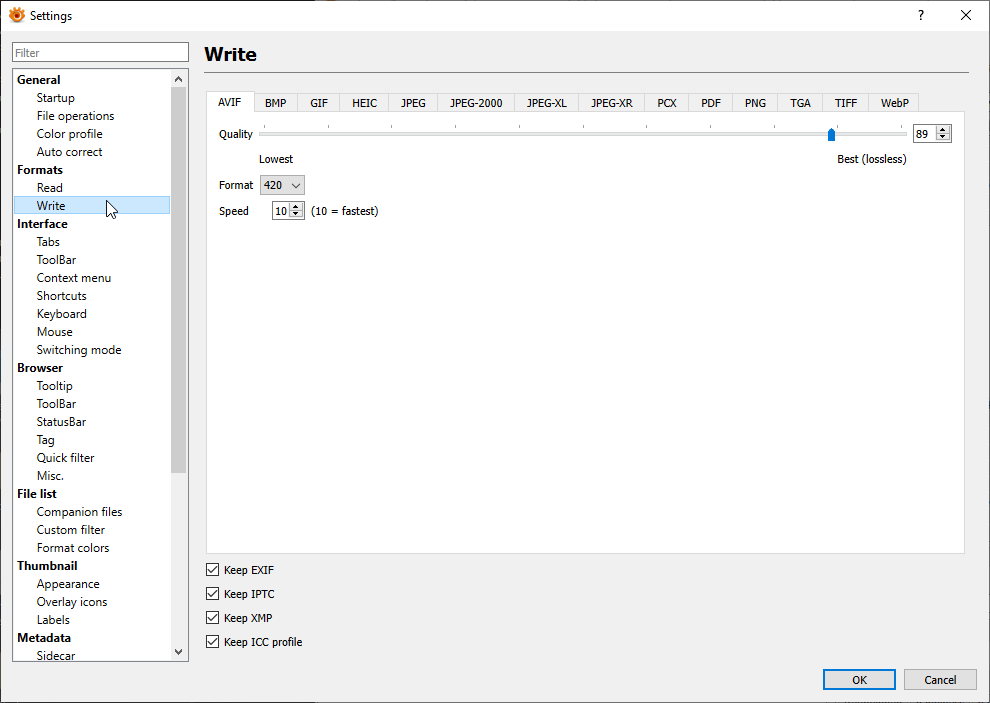 Settings
?
Filter
General
Startup
File operations
Color profile
Auto correct
Formats
Read
Write
Interface
Tabs
ToolBar
Context menu
Shortcuts
Keyboard
Mouse
Switching mode
Browser
Tooltip
ToolBar
StatusBar
Tag
Quick filter
Misc.
File list
Companion files
Custom filter
Format colors
Thumbnail
Appearance
Overlay icons
Labels
Metadata
Sidecar
Write
AVIF BMP GIF HEIC JPEG JPEG-2000 JPEG-XL JPEG-XR PCX PDF PNG TGA TIFF WebP
Quality 89
Lowest Best (lossless)
Format 420
Speed 10 (10 = fastest)
Keep EXIF
Keep IPTC
Keep XMP
Keep ICC profile
OK Cancel